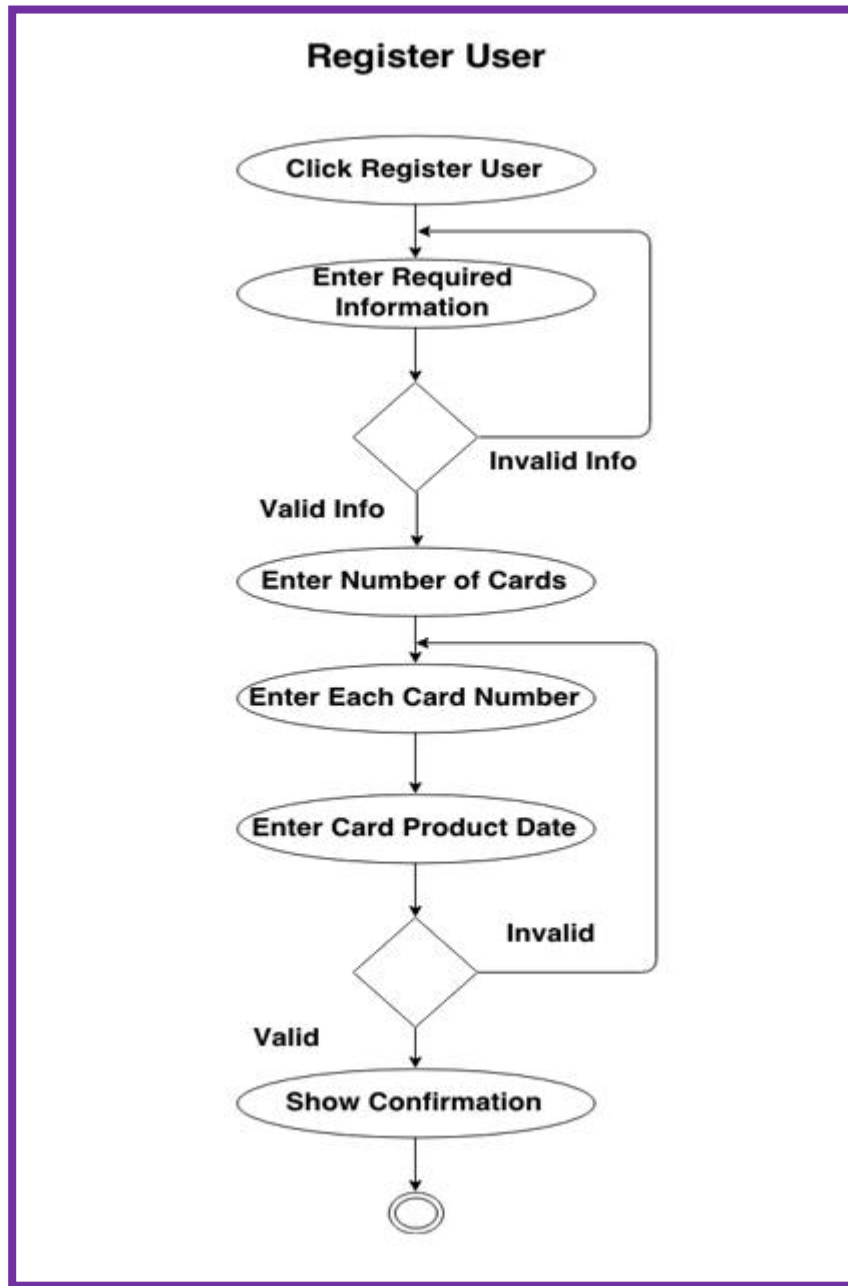 Register User
Click Register User
Enter Required
Information
Invalid Info
Valid Info
Enter Number of Cards
Enter Each Card Number
Enter Card Product Date
Invalid
Valid
Show Confirmation